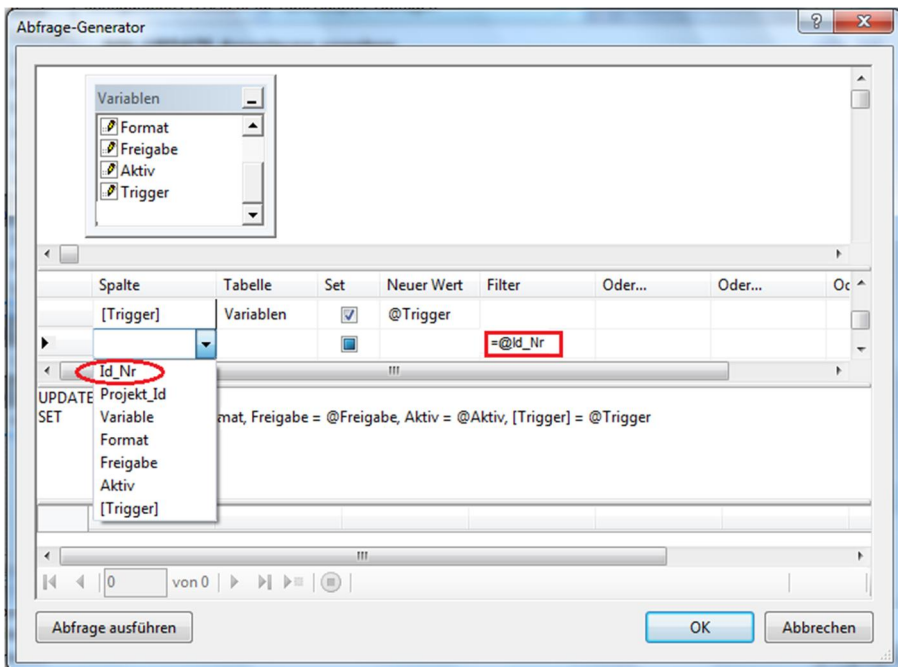 Abfrage-Generator
Variablen
Format
Freigabe
Aktiv
Trigger
Spalte Tabelle Set Neuer Wert Filter Oder... Oder... Od
[Trigger] Variablen @Trigger
=@Id_Nr
Id_Nr
Projekt_Id
Variable
Format
Freigabe
Aktiv
[Trigger]
UPDATE
SET mat, Freigabe = @Freigabe, Aktiv = @Aktiv, [Trigger] = @Trigger
0 von 0
Abfrage ausführen OK Abbrechen